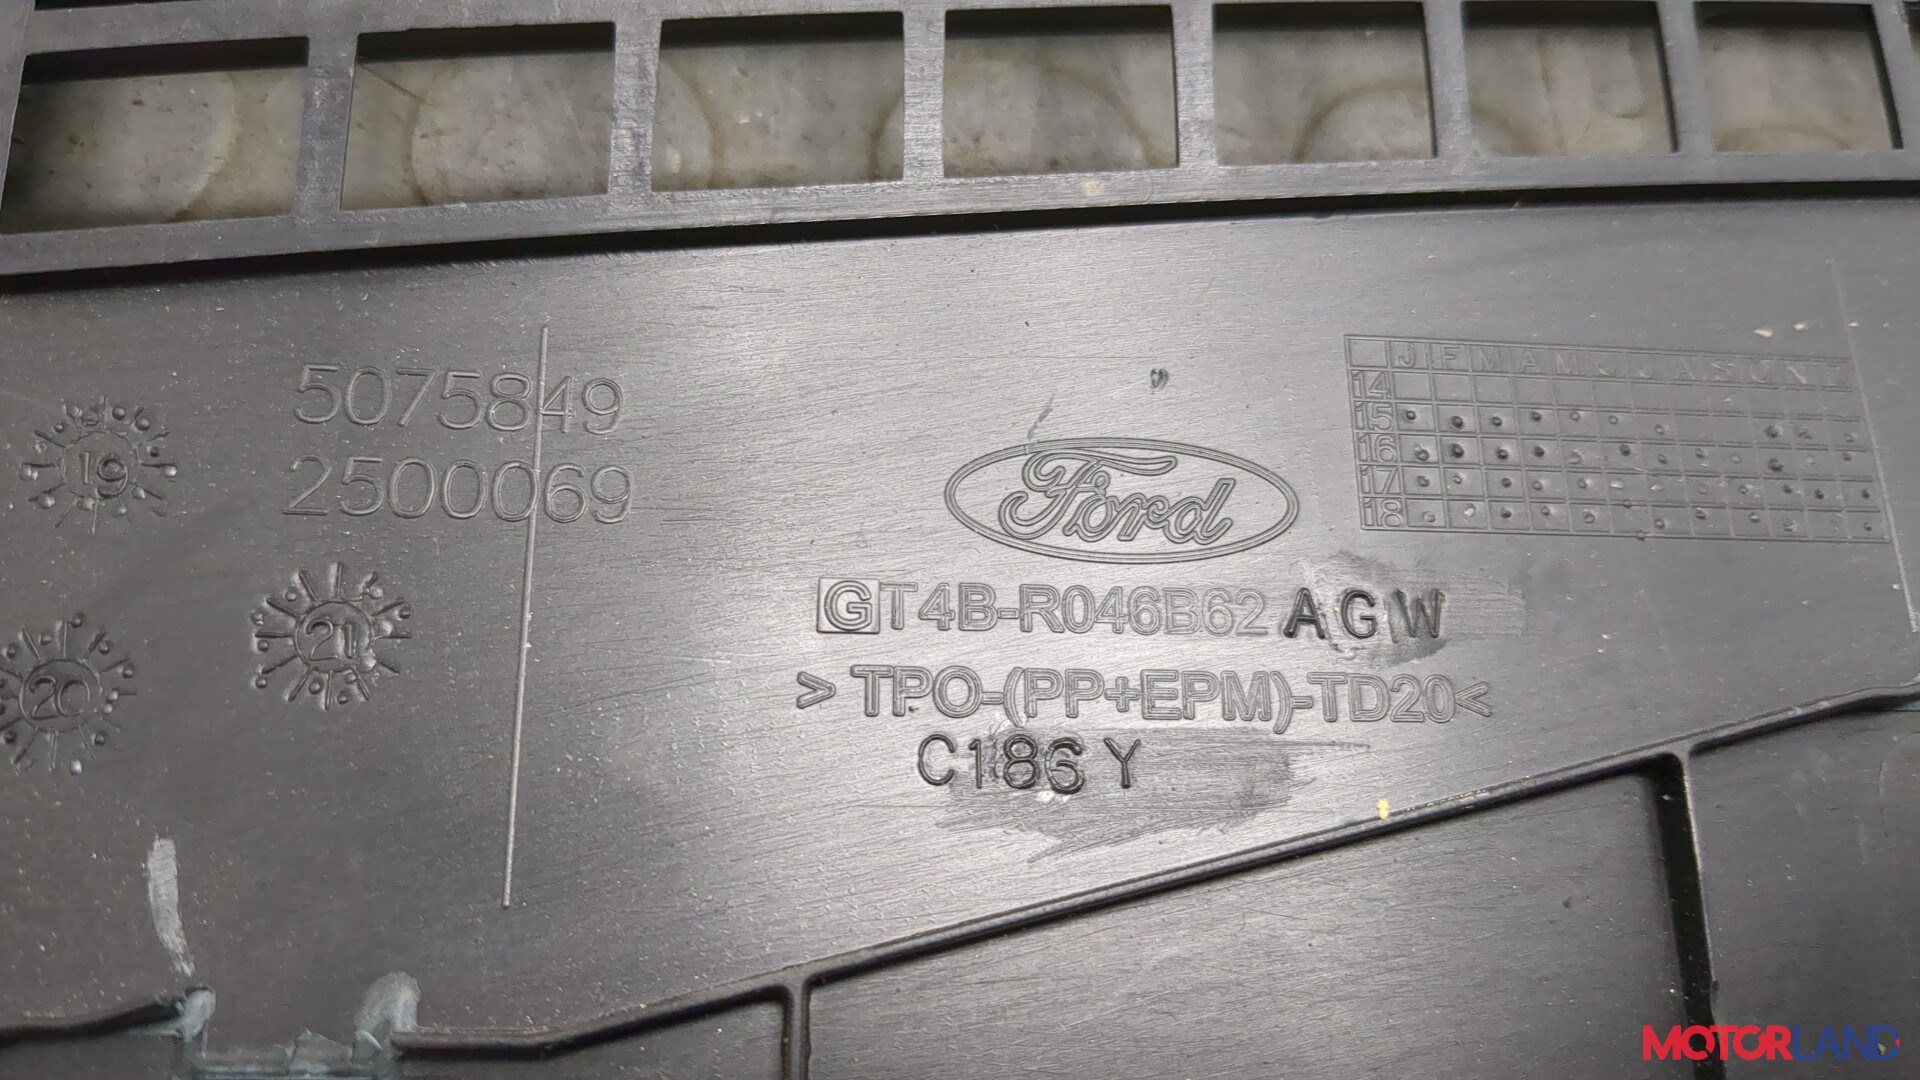 5075849
2500069
19
20
21
Ford
GT4B-R046B62 AGW
> TPO-(PP+EPM)-TD20<
C186 Y
J F M A M J J A S O N
14
15
16
17
18
MOTORLAND